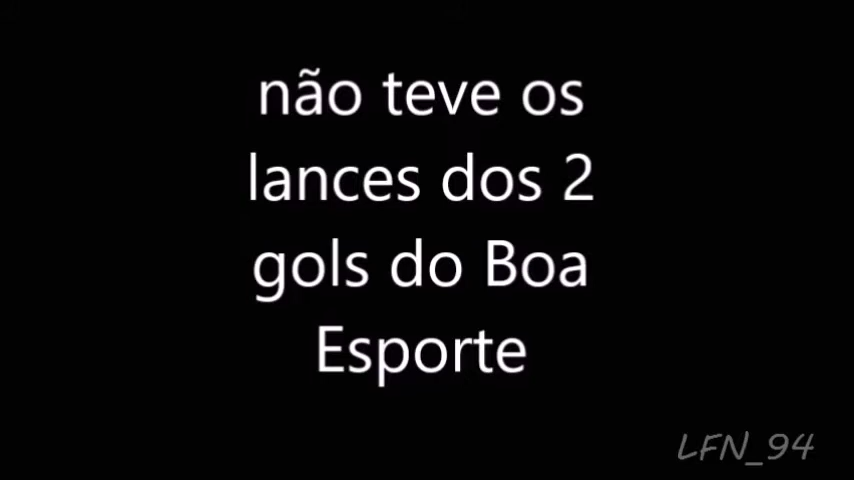 não teve os
lances dos 2
gols do Boa
Esporte
LFN_94